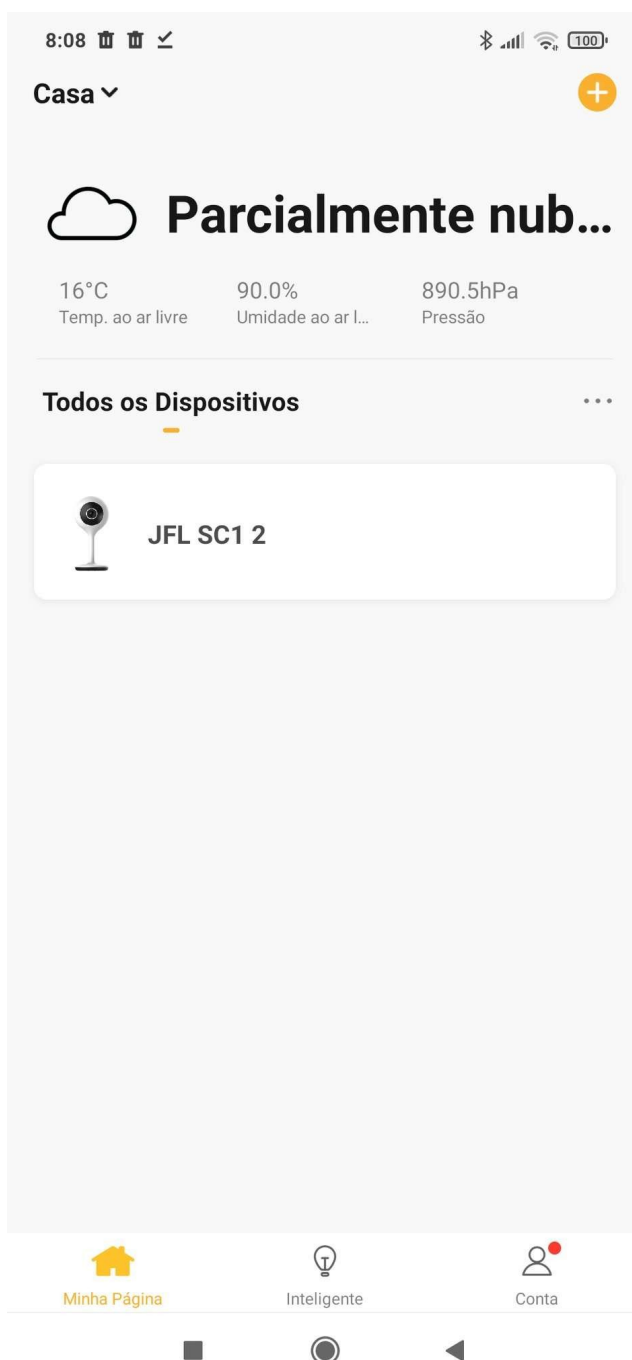 8:08
100
Casa
Parcialmente nub...
16°C 90.0% 890.5hPa
Temp. ao ar livre Umidade ao ar l... Pressão
Todos os Dispositivos
JFL SC1 2
Minha Página Inteligente Conta